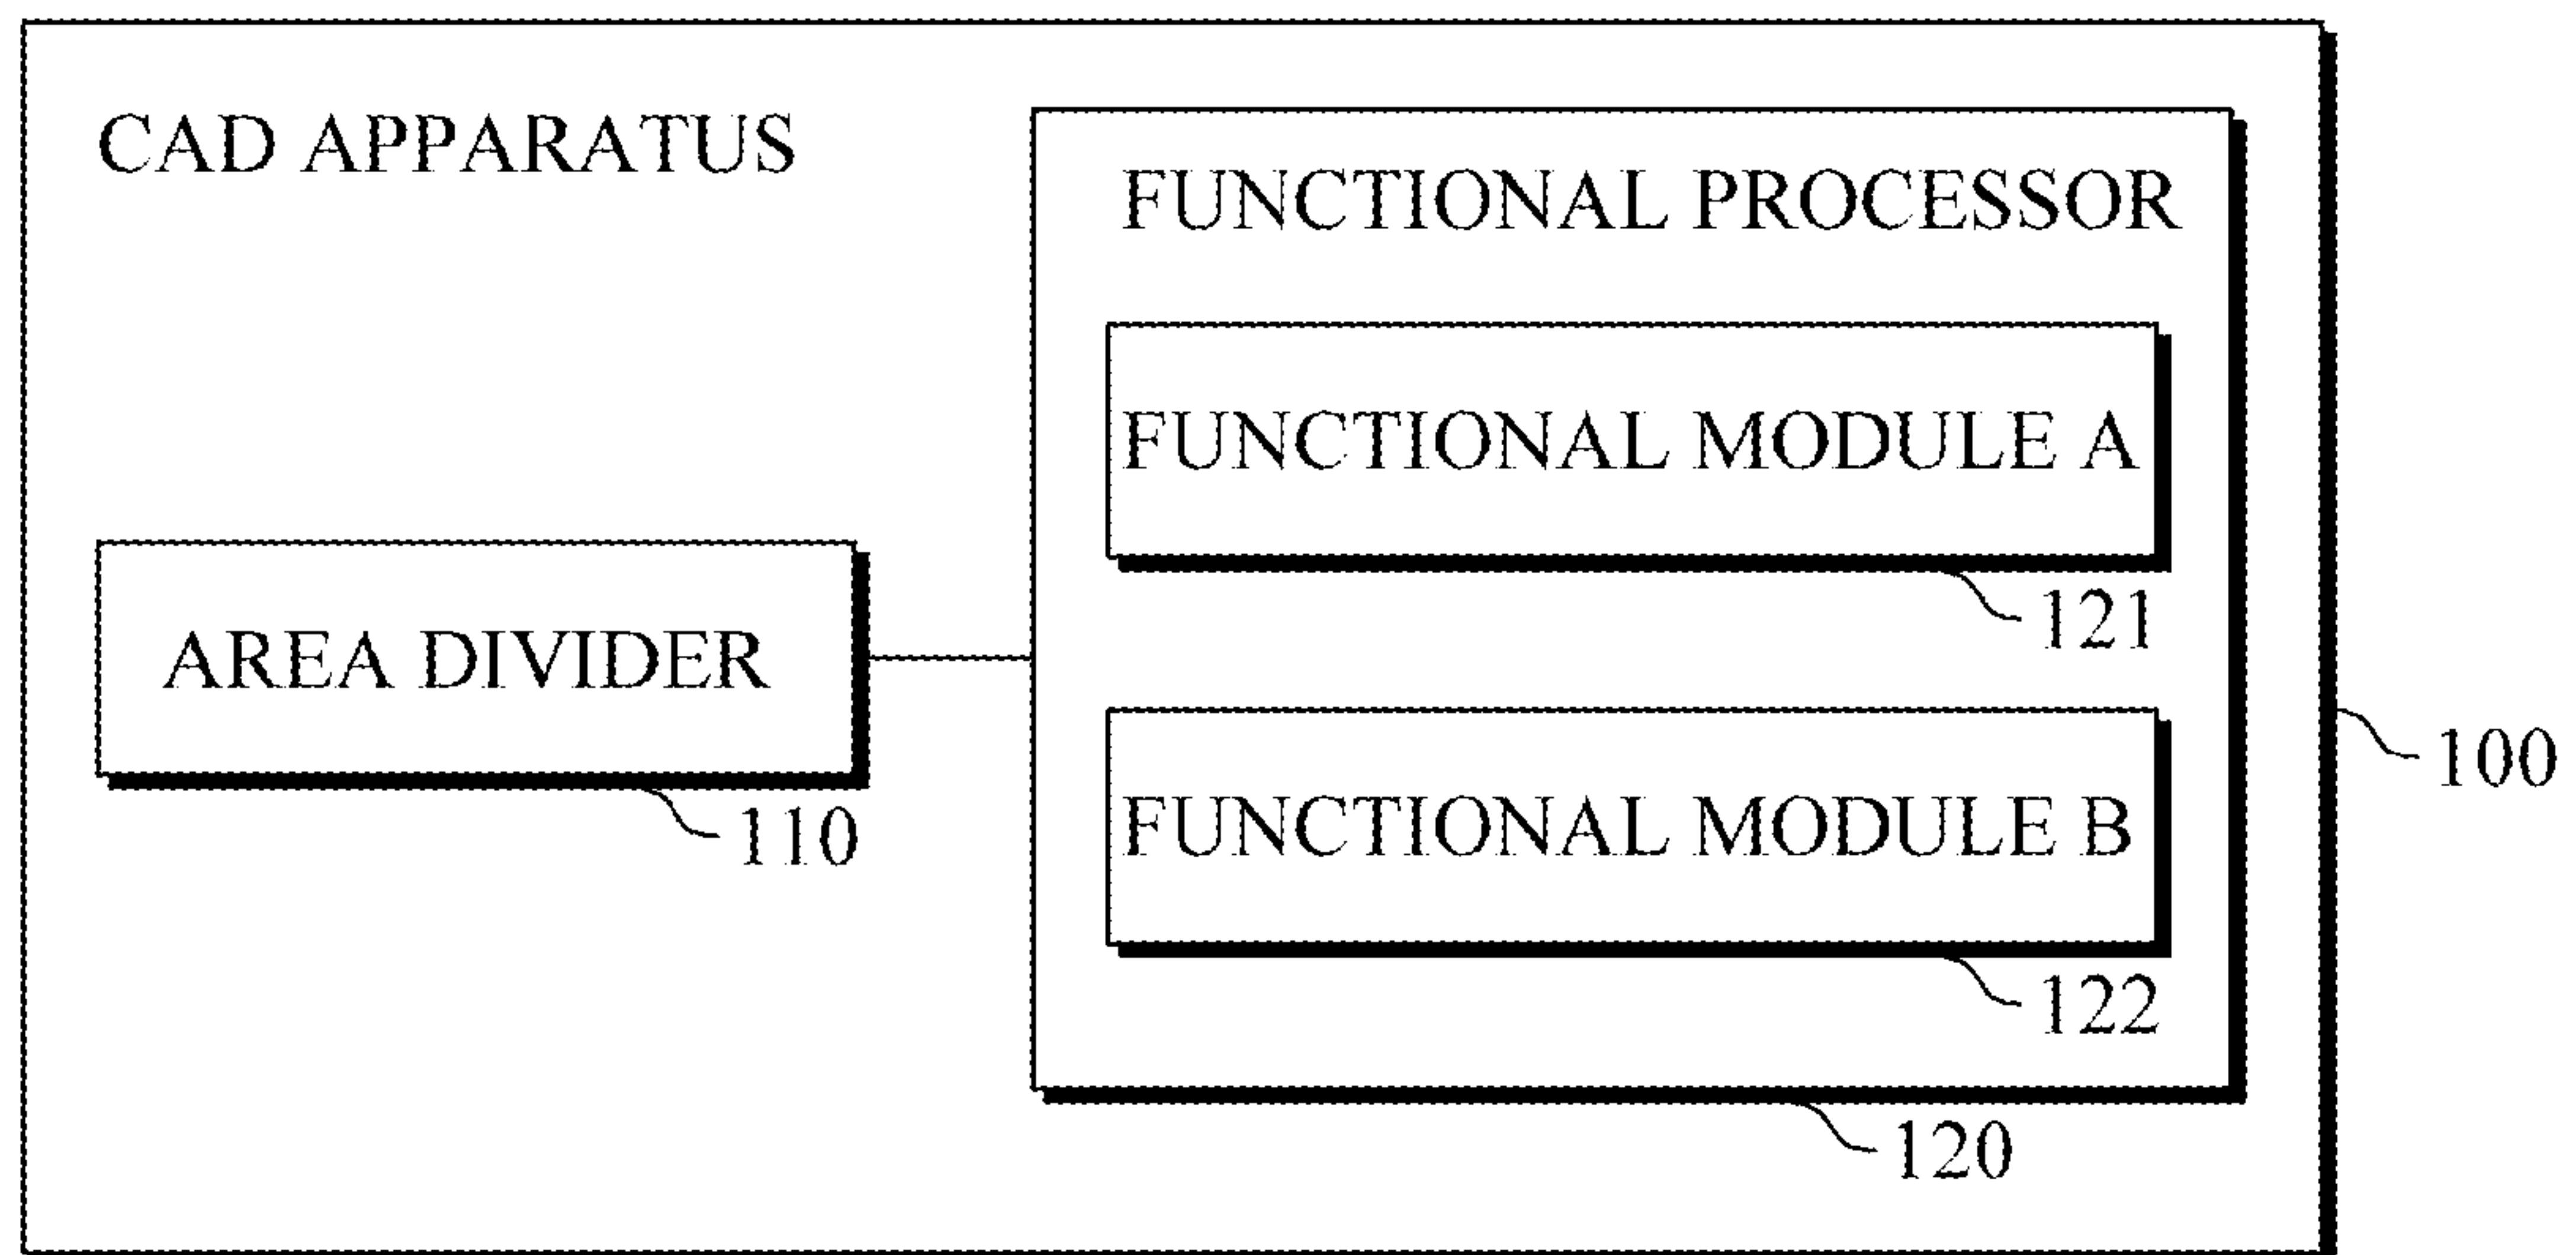 CAD APPARATUS
FUNCTIONAL PROCESSOR
FUNCTIONAL MODULE A
121
AREA DIVIDER
110
FUNCTIONAL MODULE B
122
120
100